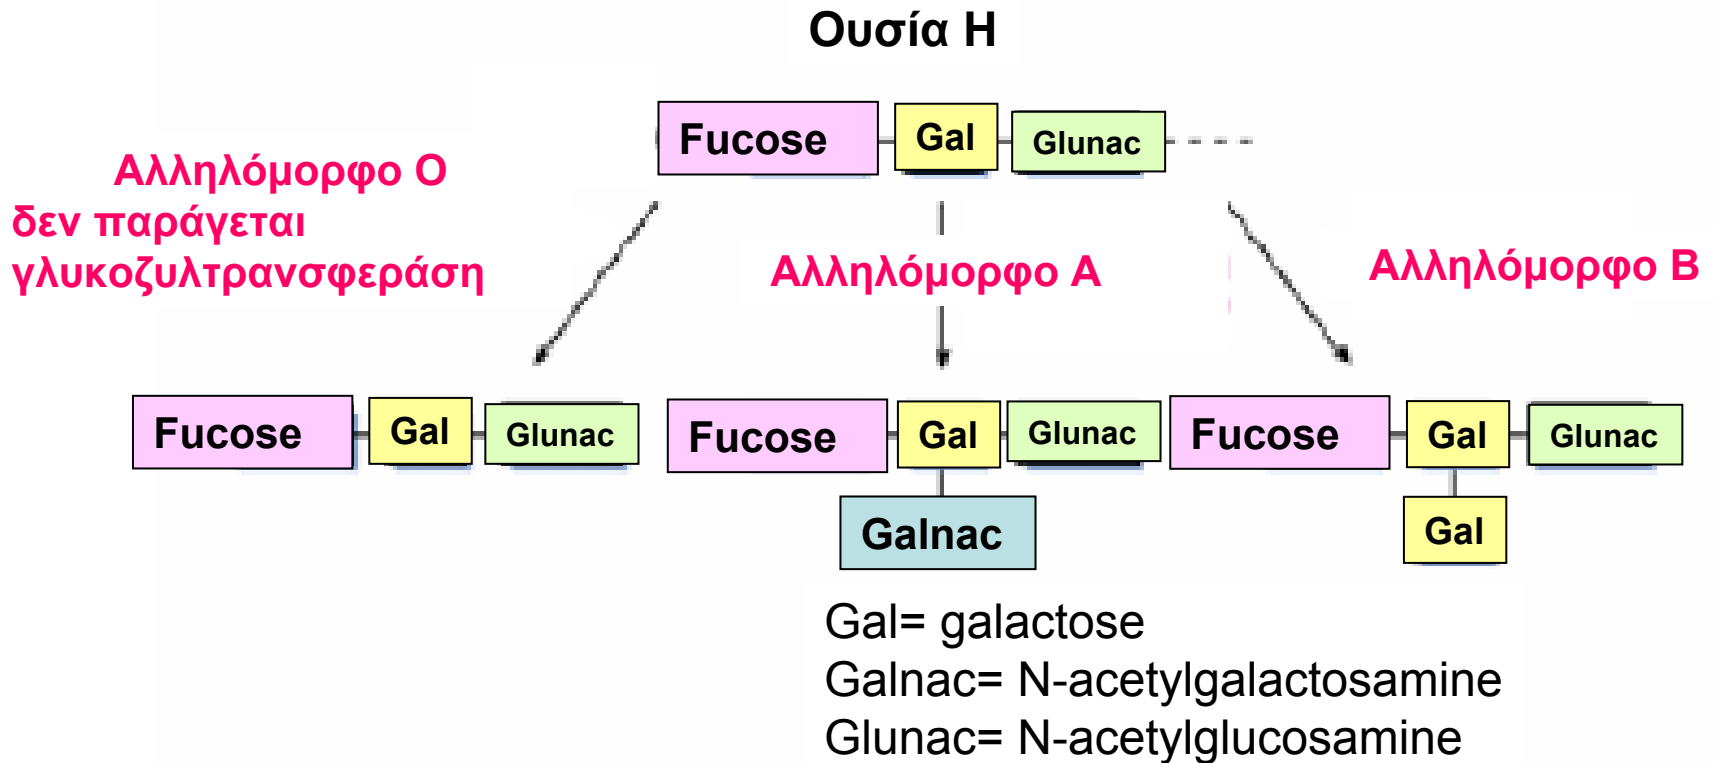 Ουσία Η
Fucose Gal Glunac
Αλληλόμορφο Ο
δεν παράγεται
γλυκοζυλτρανσφεράση
Αλληλόμορφο Α
Αλληλόμορφο Β
Fucose Gal Glunac
Fucose Gal Glunac
Galnac
Fucose Gal Glunac
Gal
Gal= galactose
Galnac= N-acetylgalactosamine
Glunac= N-acetylglucosamine